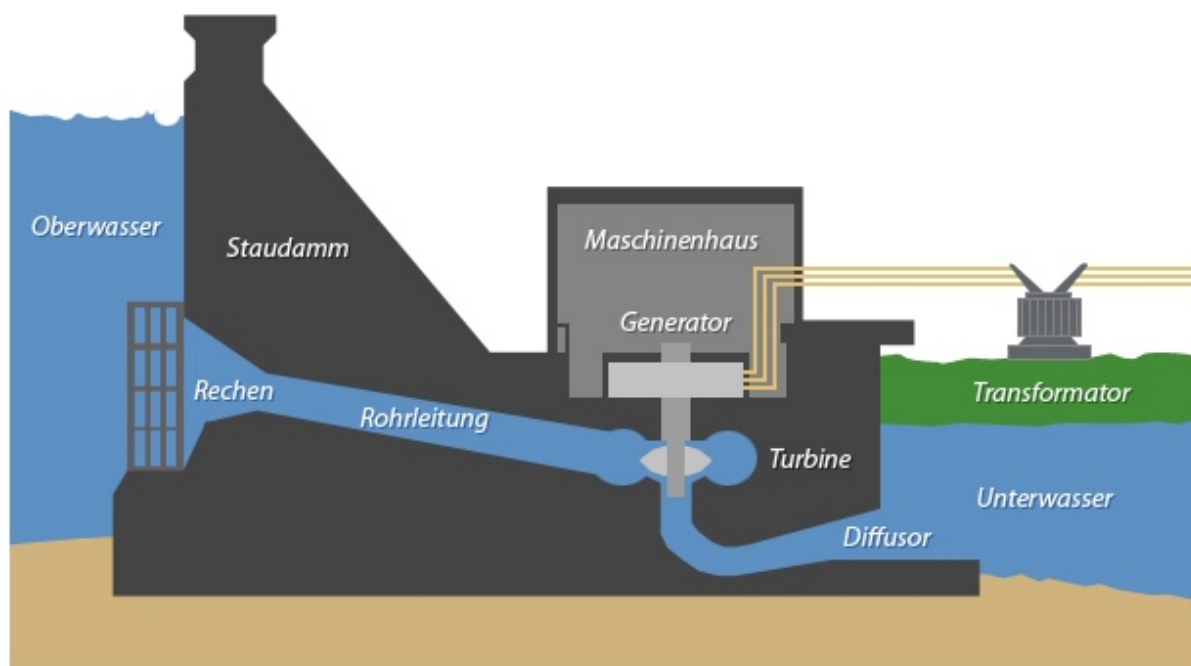 Oberwasser
Staudamm
Maschinenhaus
Generator
Rechen
Rohrleitung
Transformator
Turbine
Unterwasser
Diffusor